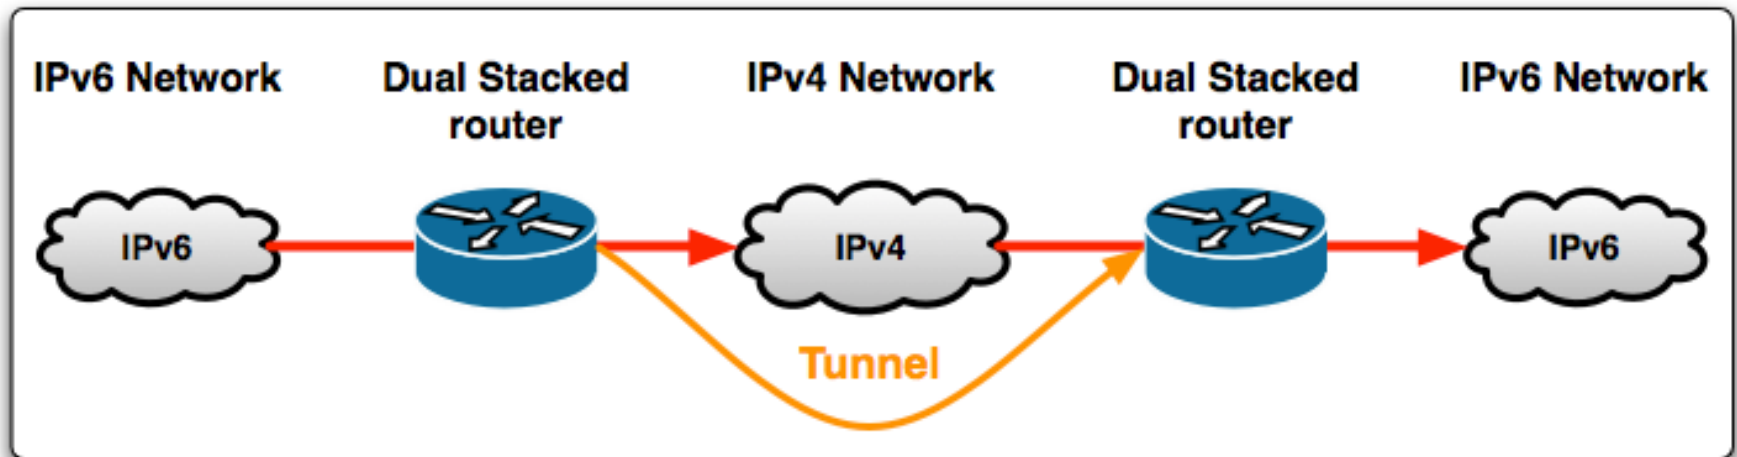 IPv6 Network
Dual Stacked
router
IPv4 Network
Dual Stacked
router
IPv6 Network
IPv6
IPv4
IPv6
Tunnel